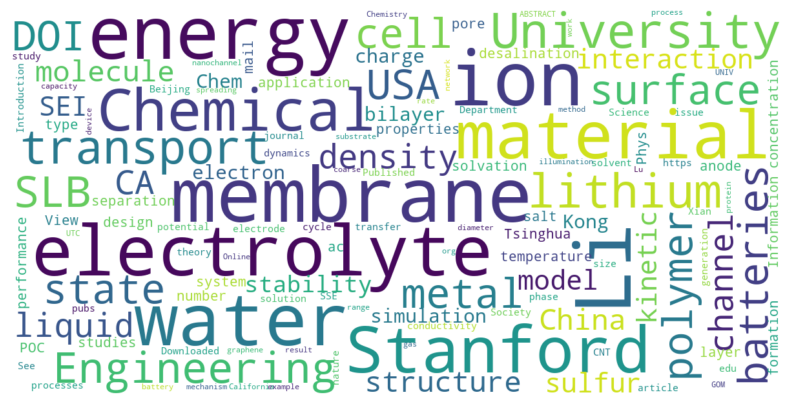 DOI
energy
Chemistry
cell
ABSTRACT
work
process
University
study
mail
nanochannel
pore
desalination
interaction
molecule
charge
Introduction
SEI
capacity
Beijing
Chem
spreading
application
USA
network
surface
UNIV
ion
type
device
Chemical
bilayer
Department
Science
issue
concentration
journal
rate
properties
material
method
transport
dynamics
substrate
density
Phys
https
electron
coarse
Published
solvation
illumination
solvent
Lu
anode
SLB
separation
CA
membrane
lithium
Xian
protein
Information
View
design
salt
Kong
kinetic
batteries
UTC
potential
electrode
cycle
transfer
diameter
Tsinghua
performance
electrolyte
theory
Online
ac
org
temperature
Li
polymer
channel
generation
state
system
number
stability
metal
model
size
pubs
solution
SSE
range
phase
liquid
water
simulation
conductivity
Society
China
formation
POC
studies
Downloaded
graphene
result
nature
Stanford
gas
CNT
layer
edu
See
Engineering
structure
sulfur
article
GOM
processes
battery
mechanism
California
example